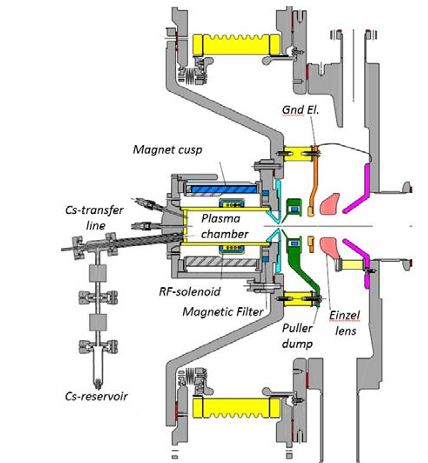 Gnd El.
Magnet cusp
Cs-transfer
line
Plasma
chamber
RF-solenoid
Magnetic Filter
Einzel
lens
Puller
dump
Cs-reservoir